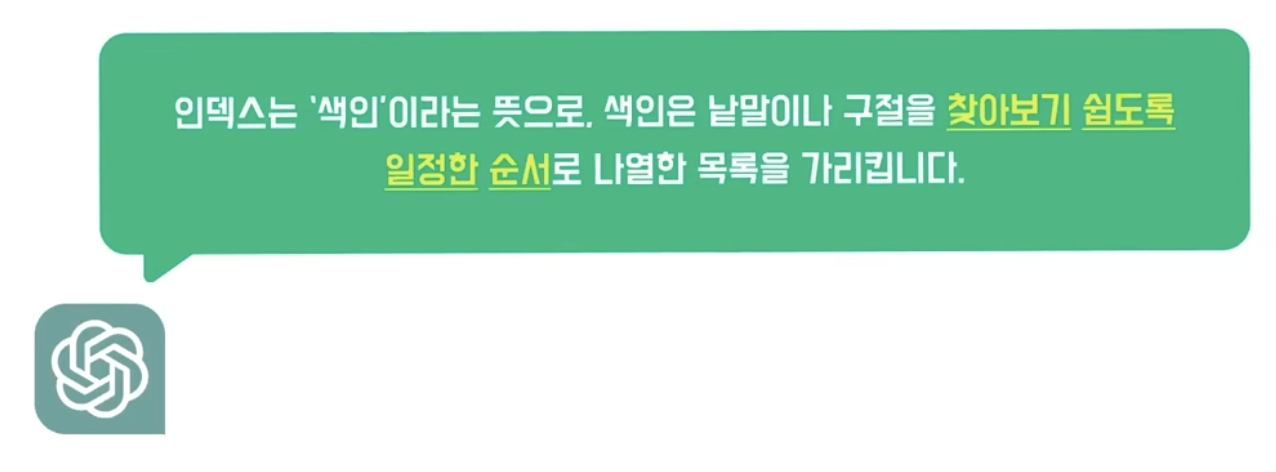 인덱스는 '색인'이라는 뜻으로, 색인은 낱말이나 구절을 찾아보기 쉽도록
일정한 순서로 나열한 목록을 가리킵니다.